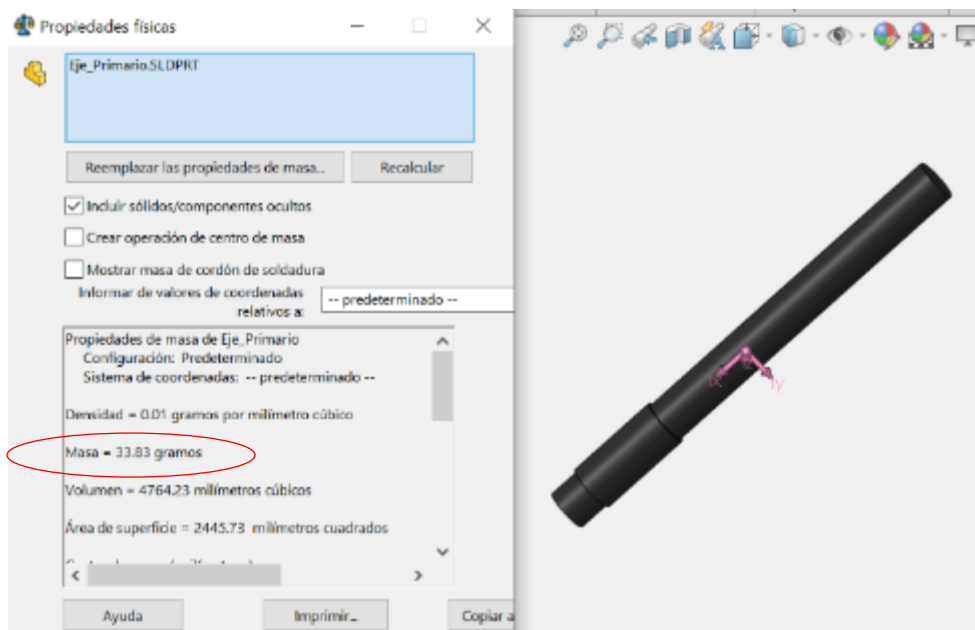 Propiedades físicas
Eje_Primario.SLDPRT
Reemplazar las propiedades de masa...
Recalcular
Incluir sólidos/componentes ocultos
Crear operación de centro de masa
Mostrar masa de cordón de soldadura
Informar de valores de coordenadas
relativos a:
-- predeterminado --
Propiedades de masa de Eje_Primario
Configuración: Predeterminado
Sistema de coordenadas: -- predeterminado --
Densidad = 0.01 gramos por milímetro cúbico
Masa = 33.83 gramos
Volumen = 4764.23 milímetros cúbicos
Área de superficie = 2445.73 milímetros cuadrados
Ayuda
Imprimir...
Copiar a